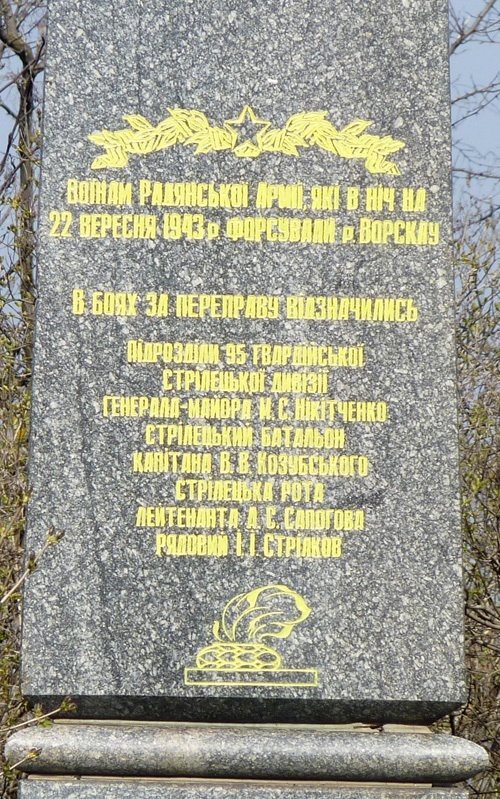 Воїнам Радянської Армії, які в ніч на
22 вересня 1943 р. форсували р. Ворсклу
В боях за переправу відзначились
підрозділи 95 гвардійської
стрілецької дивізії
генерала-майора И. С. Нікітченко
стрілецький батальон
капітана В. В. Козубського
стрілецька рота
лейтенанта А. С. Сапогова
рядовий І. І. Стрілков